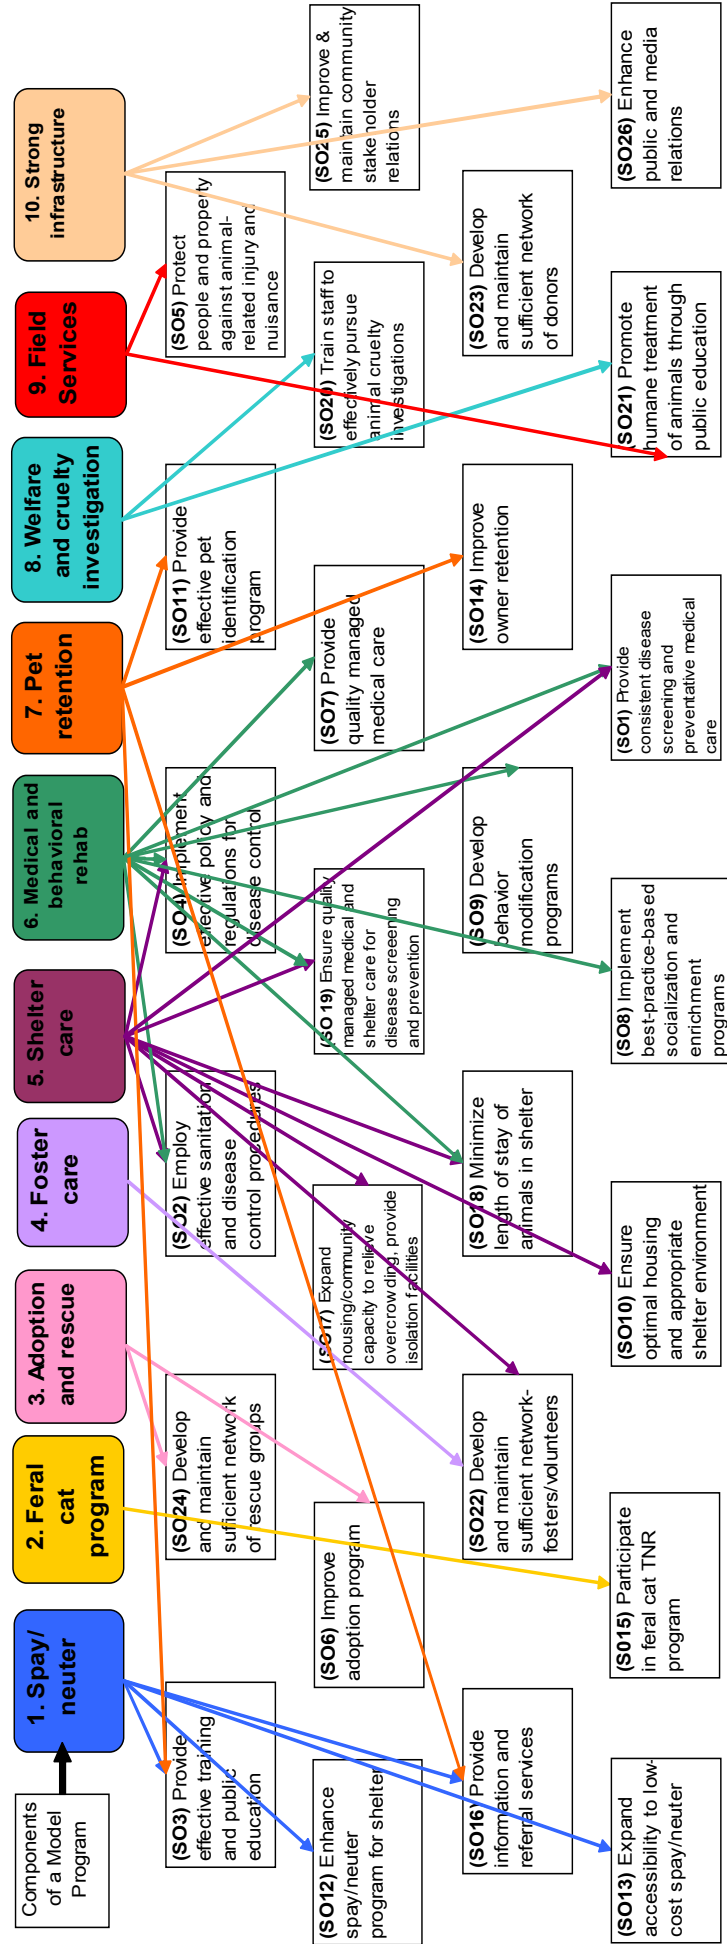 Components
of a Model
Program
1. Spay/
neuter
2. Feral
cat
program
3. Adoption
and rescue
4. Foster
care
5. Shelter
care
6. Medical and
behavioral
rehab
7. Pet
retention
8. Welfare
and cruelty
investigation
9. Field
Services
10. Strong
infrastructure
(SO3) Provide
effective training
and public
education
(SO24) Develop
and maintain
sufficient network
of rescue groups
(SO2) Employ
effective sanitation
and disease
control procedures
(SO4) Implement
effective policy and
regulations for
disease control
(SO11) Provide
effective pet
identification
program
(SO5) Protect
people and property
against animal-
related injury and
nuisance
(SO12) Enhance
spay/neuter
program for shelter
(SO6) Improve
adoption program
(SO17) Expand
housing/community
capacity to relieve
overcrowding, provide
isolation facilities
(SO19) Ensure quality
managed medical and
shelter care for
disease screening
and prevention
(SO7) Provide
quality managed
medical care
(SO20) Train staff to
effectively pursue
animal cruelty
investigations
(SO25) Improve &
maintain community
stakeholder
relations
(SO16) Provide
information and
referral services
(SO22) Develop
and maintain
sufficient network-
fosters/volunteers
(SO18) Minimize
length of stay of
animals in shelter
(SO9) Develop
behavior
modification
programs
(SO14) Improve
owner retention
(SO23) Develop
and maintain
sufficient network
of donors
(SO13) Expand
accessibility to low-
cost spay/neuter
(S015) Participate
in feral cat TNR
program
(SO10) Ensure
optimal housing
and appropriate
shelter environment
(SO8) Implement
best-practice-based
socialization and
enrichment
programs
(SO1) Provide
consistent disease
screening and
preventative medical
care
(SO21) Promote
humane treatment
of animals through
public education
(SO26) Enhance
public and media
relations